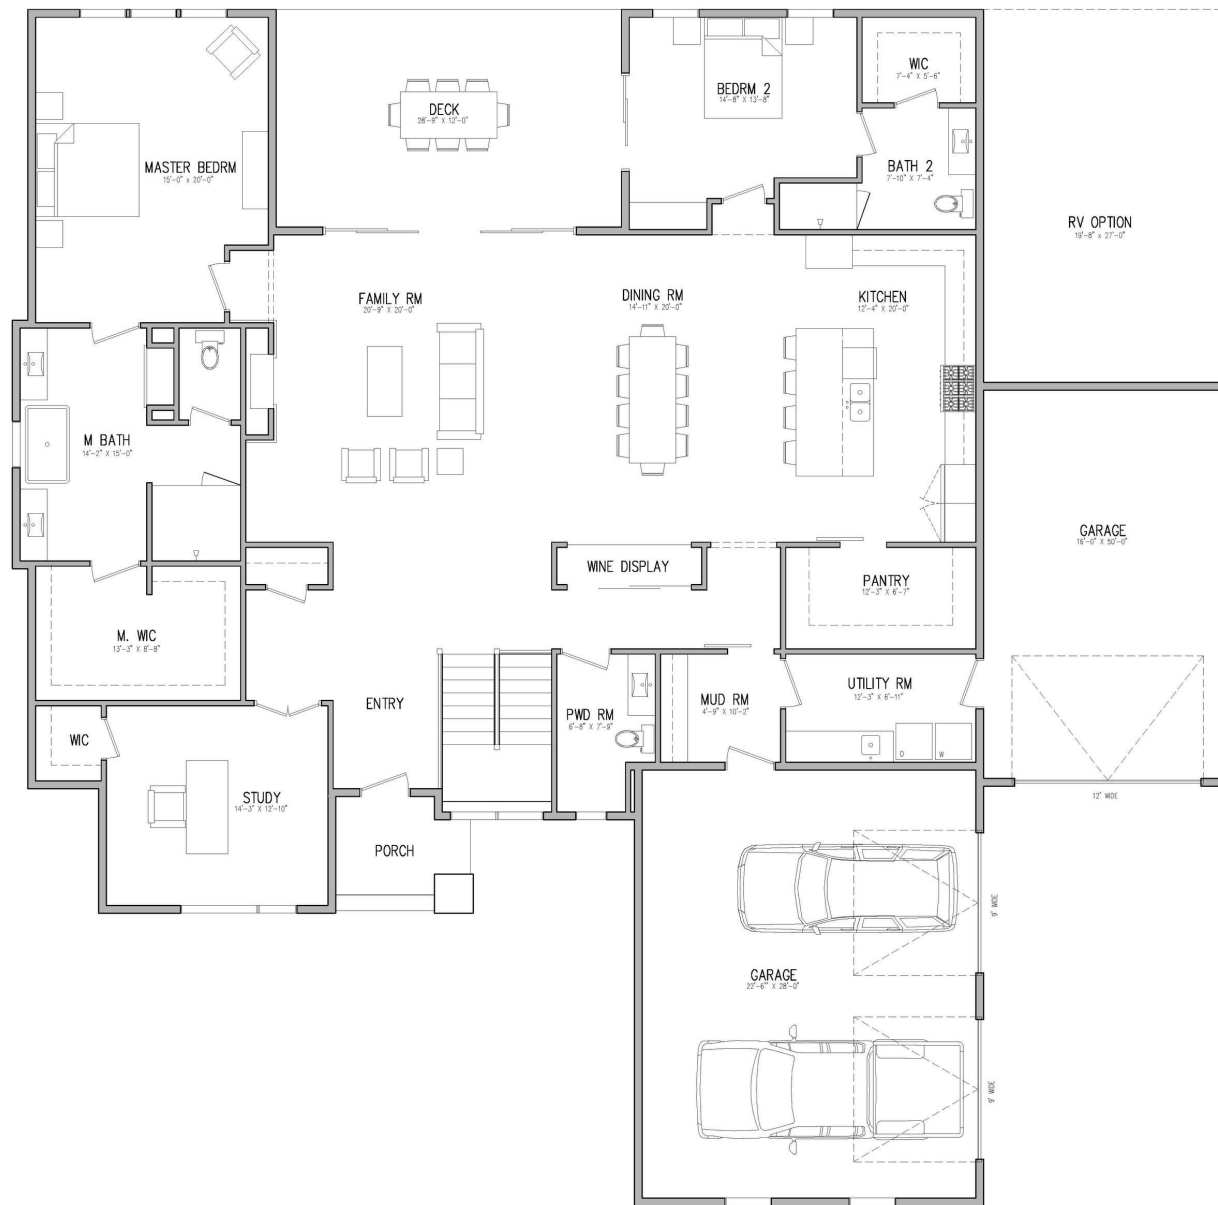 WIC
7'-4" X 5'-6"
BEDRM 2
14'-8" X 13'-8"
DECK
28'-9" X 12'-0"
MASTER BEDRM
15'-0" x 20'-0"
BATH 2
7'-10" X 7'-4"
RV OPTION
19'-8" x 27'-0"
FAMILY RM
20'-9" X 20'-0"
DINING RM
14'-11" X 20'-0"
KITCHEN
12'-4" X 20'-0"
M BATH
14'-2" X 15'-0"
GARAGE
16'-0" X 50'-0"
WINE DISPLAY
PANTRY
12'-3" X 6'-7"
M. WIC
13'-3" X 8'-8"
UTILITY RM
12'-3" X 6'-11"
ENTRY
MUD RM
4'-9" X 10'-2"
PWD RM
6'-8" X 7'-9"
WIC
D
W
STUDY
14'-3" X 12'-10"
12' WIDE
PORCH
9' WIDE
GARAGE
22'-6" X 28'-0"
9' WIDE